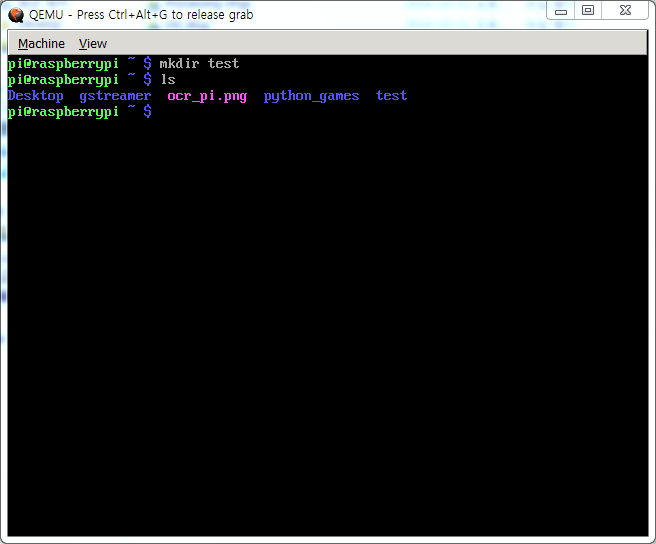 QEMU - Press Ctrl+Alt+G to release grab
Machine View
pi@raspberrypi ~ $ mkdir test
pi@raspberrypi ~ $ ls
Desktop gstreamer ocr_pi.png python_games test
pi@raspberrypi ~ $